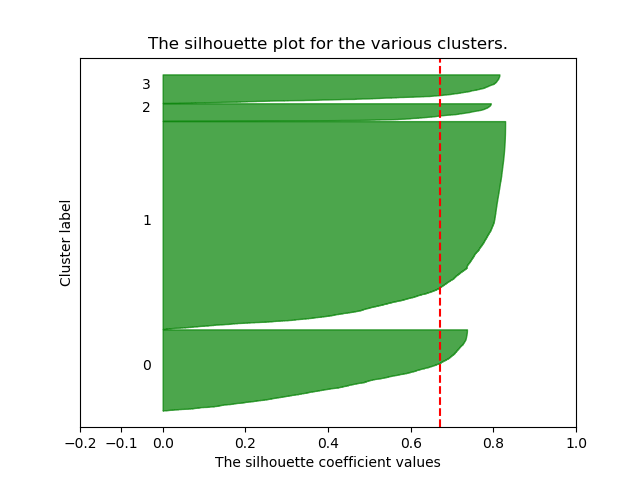 The silhouette plot for the various clusters.
3
2
1
0
Cluster label
−0.2 −0.1 0.0 0.2 0.4 0.6 0.8 1.0
The silhouette coefficient values